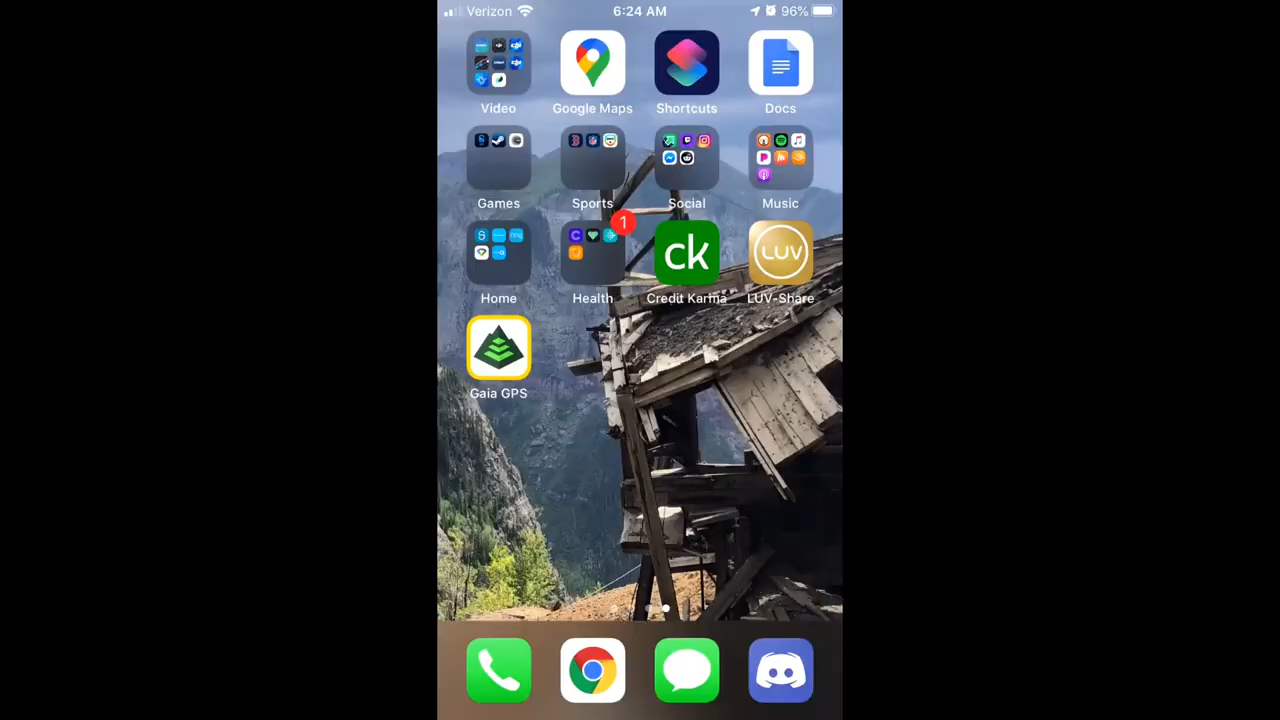 Verizon 6:24 AM 96%
Video Google Maps Shortcuts Docs
Games Sports Social Music
1
ck LUV
Home Health Credit Karma LUV-Share
Gaia GPS